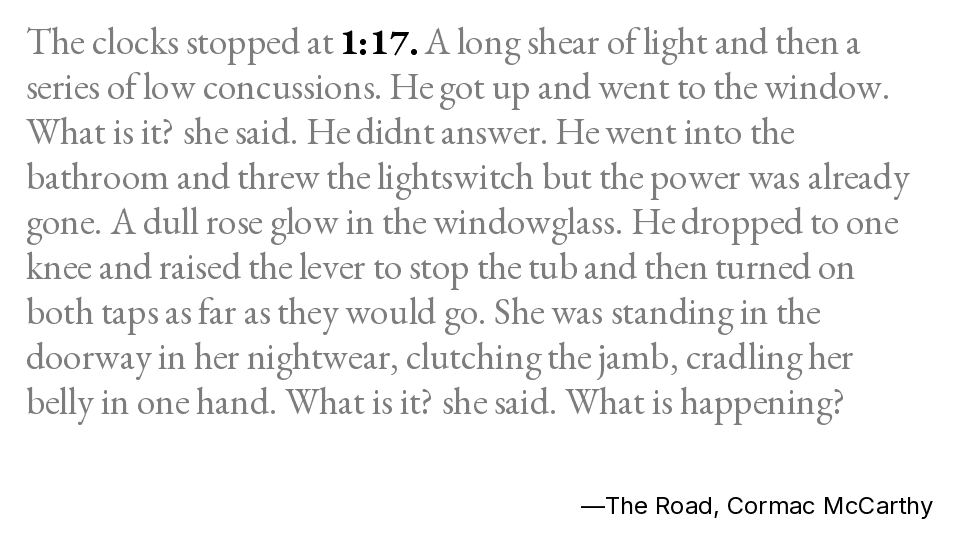 The clocks stopped at 1:17. A long shear of light and then a
series of low concussions. He got up and went to the window.
What is it? she said. He didnt answer. He went into the
bathroom and threw the lightswitch but the power was already
gone. A dull rose glow in the windowglass. He dropped to one
knee and raised the lever to stop the tub and then turned on
both taps as far as they would go. She was standing in the
doorway in her nightwear, clutching the jamb, cradling her
belly in one hand. What is it? she said. What is happening?
—The Road, Cormac McCarthy